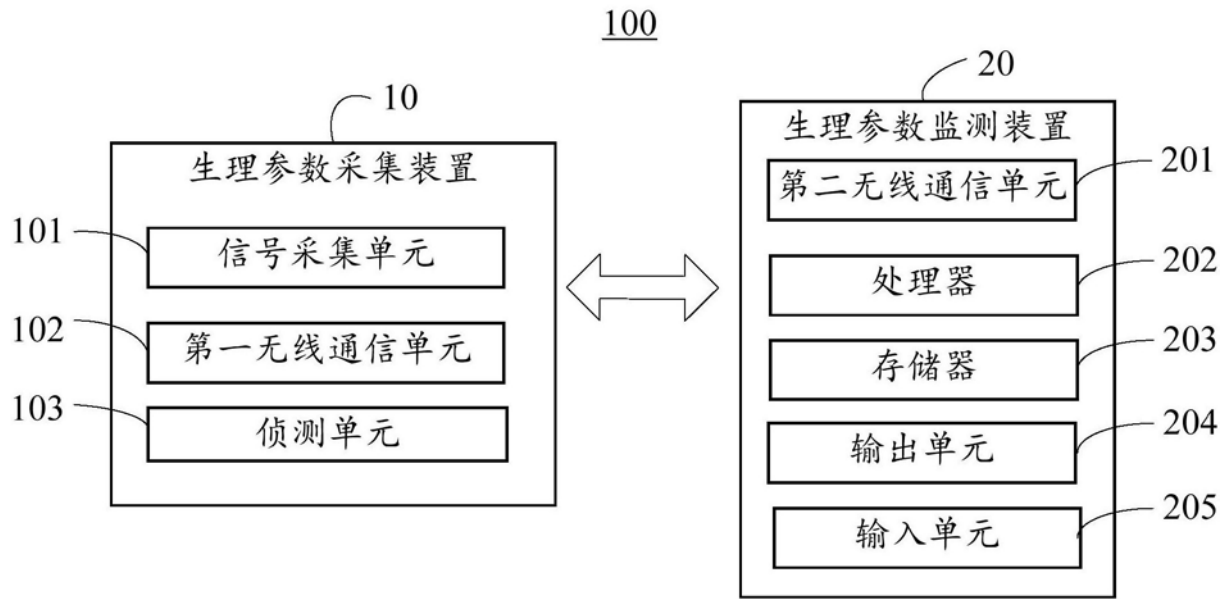 100
10
生理参数采集装置
101
信号采集单元
102
第一无线通信单元
103
侦测单元
20
生理参数监测装置
201
第二无线通信单元
202
处理器
203
存储器
204
输出单元
205
输入单元